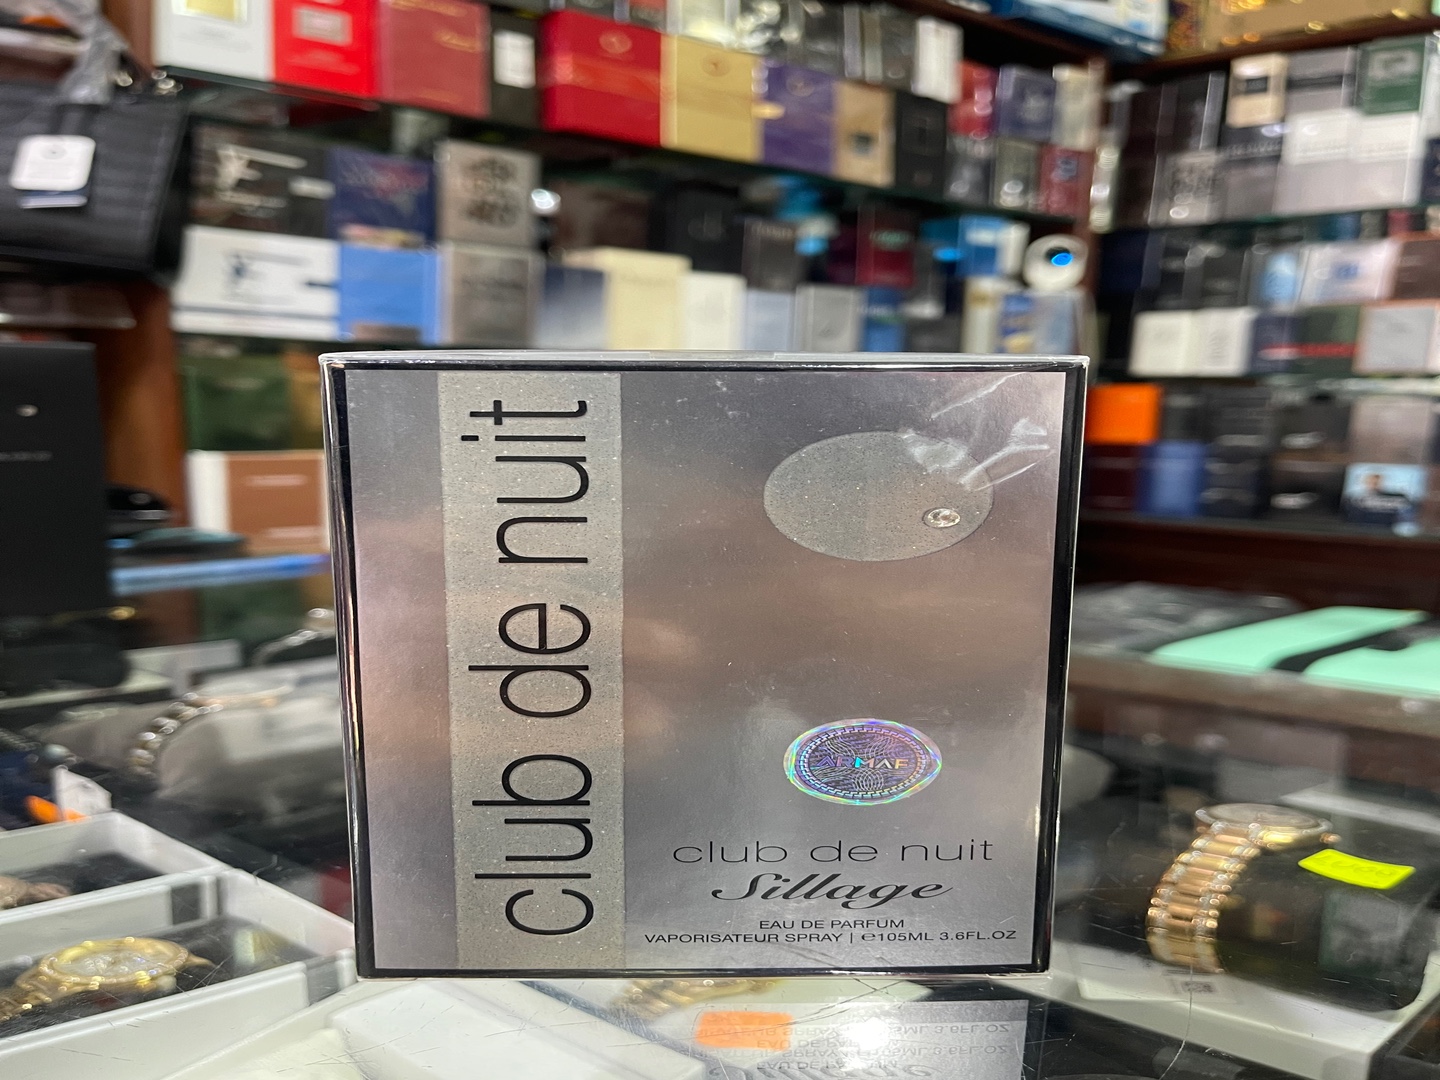 club de nuit
ARMAF
club de nuit
Sillage
EAU DE PARFUM
VAPORISATEUR SPRAY | ℮105ML 3.6FL.OZ